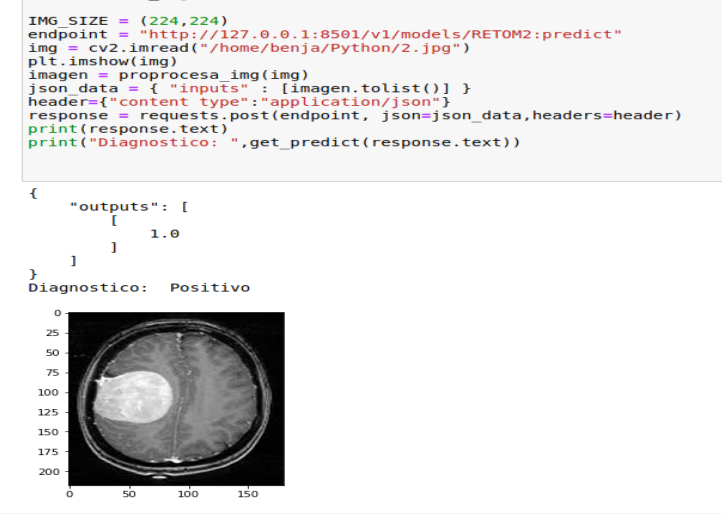 IMG_SIZE = (224,224)
endpoint = "http://127.0.0.1:8501/v1/models/RETOM2:predict"
img = cv2.imread("/home/benja/Python/2.jpg")
plt.imshow(img)
imagen = proprocesa_img(img)
json_data = { "inputs" : [imagen.tolist()] }
header={"content type":"application/json"}
response = requests.post(endpoint, json=json_data,headers=header)
print(response.text)
print("Diagnostico: ",get_predict(response.text))
{
"outputs": [
[
1.0
]
]
}
Diagnostico:  Positivo
0
25
50
75
100
125
150
175
200
0 50 100 150